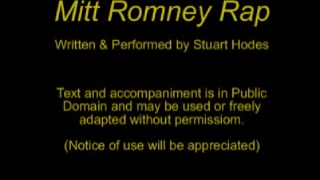 Mitt Romney Rap
Written & Performed by Stuart Hodes
Text and accompaniment is in Public
Domain and may be used or freely
adapted without permissiom.
(Notice of use will be appreciated)